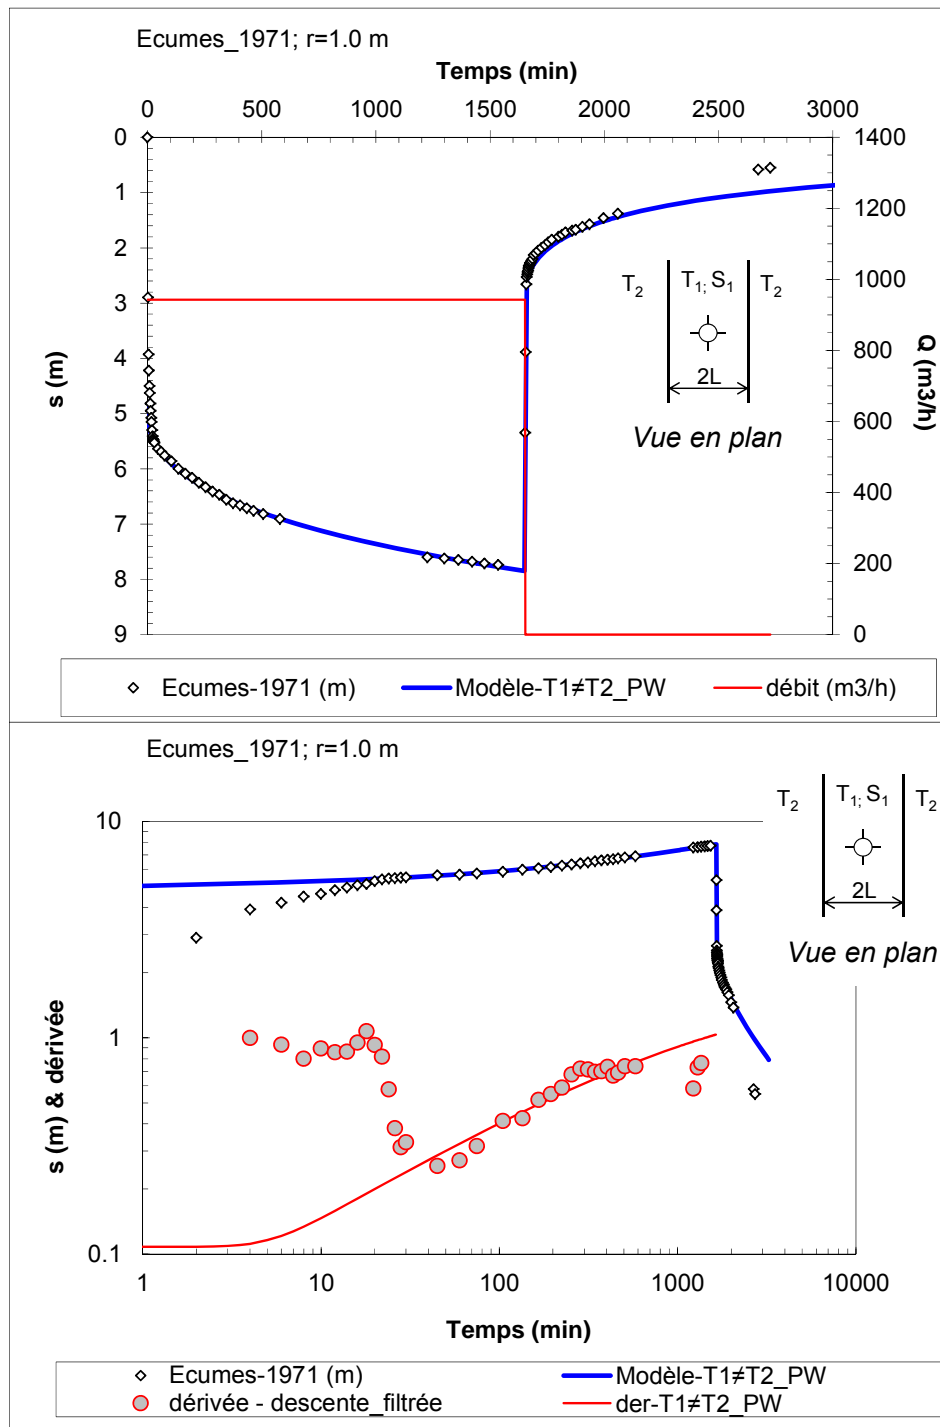 Ecumes_1971; r=1.0 m
Temps (min)
0 500 1000 1500 2000 2500 3000
0 1400
1 1200
2 1000
3 800
4 600
5 400
6 200
7 0
8
9
s (m)
Q (m3/h)
T2 T1; S1 T2
2L
Vue en plan
Ecumes-1971 (m) Modèle-T1≠T2_PW débit (m3/h)
Ecumes_1971; r=1.0 m
T2 T1; S1 T2
2L
Vue en plan
10
1
0.1
s (m) & dérivée
1 10 100 1000 10000
Temps (min)
Ecumes-1971 (m) Modèle-T1≠T2_PW
dérivée - descente_filtrée der-T1≠T2_PW